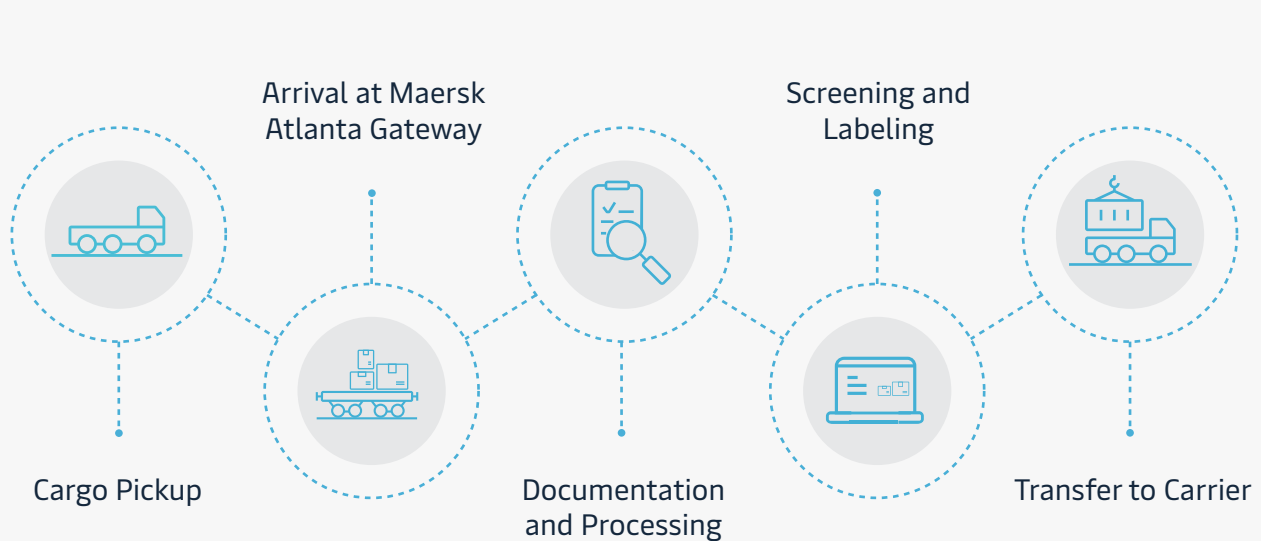 Cargo Pickup
Arrival at Maersk
Atlanta Gateway
Documentation
and Processing
Screening and
Labeling
Transfer to Carrier